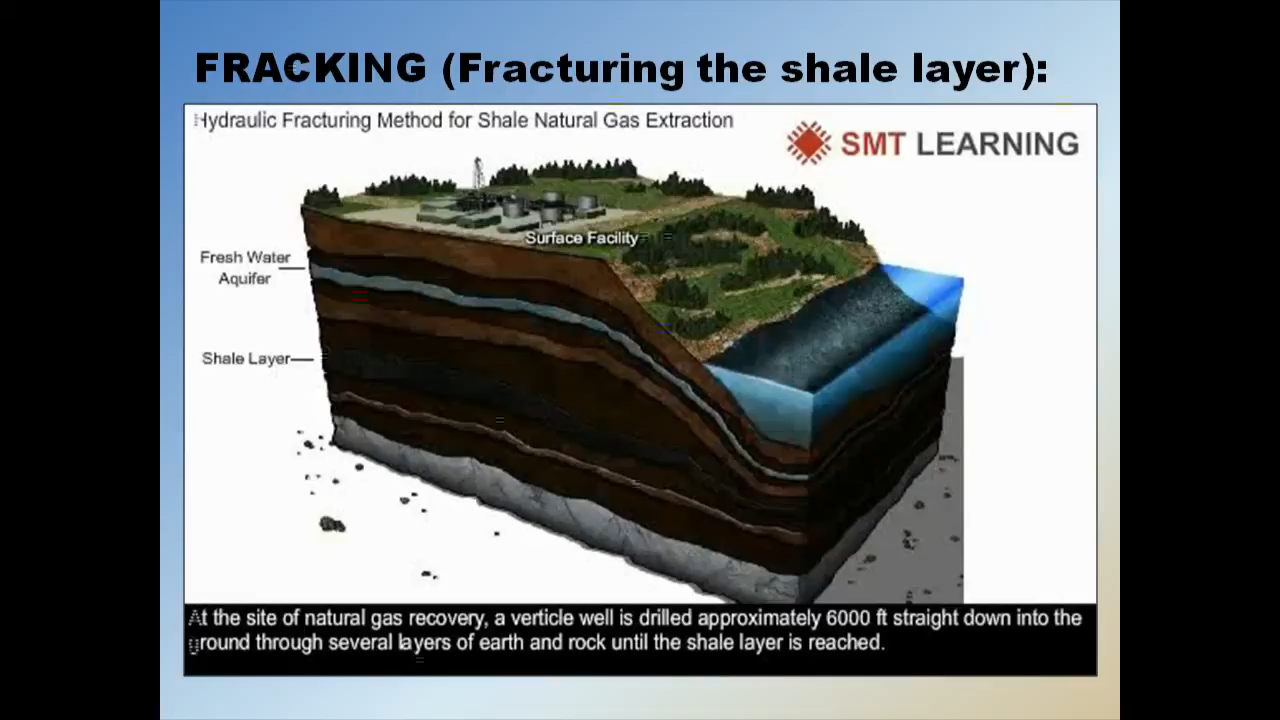 FRACKING (Fracturing the shale layer):
Hydraulic Fracturing Method for Shale Natural Gas Extraction
SMT LEARNING
Surface Facility
Fresh Water
Aquifer
Shale Layer
At the site of natural gas recovery, a verticle well is drilled approximately 6000 ft straight down into the
ground through several layers of earth and rock until the shale layer is reached.